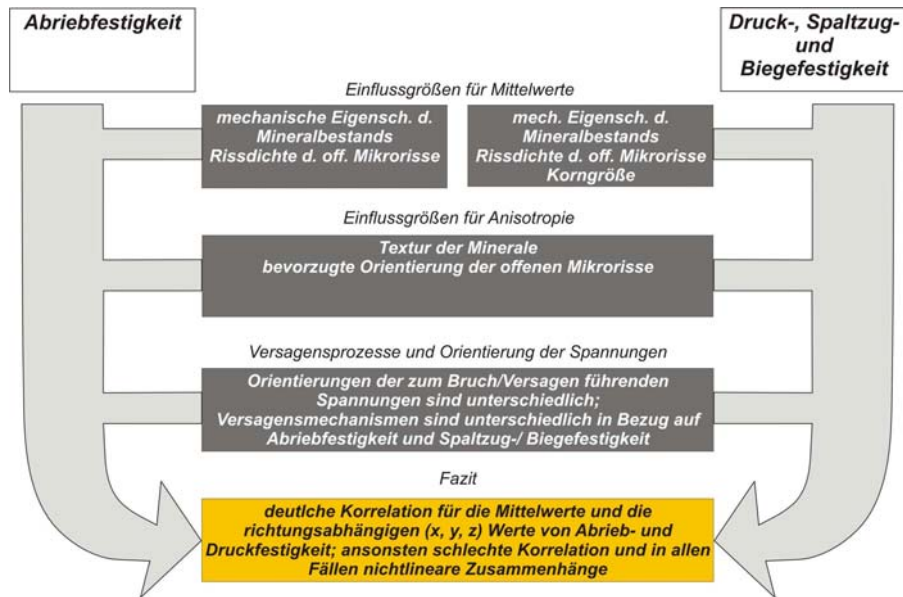 Abriebfestigkeit
Druck-, Spaltzug-
und
Biegefestigkeit
Einflussgrößen für Mittelwerte
mechanische Eigensch. d.
Mineralbestands
Rissdichte d. off. Mikrorisse
mech. Eigensch. d.
Mineralbestands
Rissdichte d. off. Mikrorisse
Korngröße
Einflussgrößen für Anisotropie
Textur der Minerale
bevorzugte Orientierung der offenen Mikrorisse
Versagensprozesse und Orientierung der Spannungen
Orientierungen der zum Bruch/Versagen führenden
Spannungen sind unterschiedlich;
Versagensmechanismen sind unterschiedlich in Bezug auf
Abriebfestigkeit und Spaltzug-/ Biegefestigkeit
Fazit
deutlche Korrelation für die Mittelwerte und die
richtungsabhängigen (x, y, z) Werte von Abrieb- und
Druckfestigkeit; ansonsten schlechte Korrelation und in allen
Fällen nichtlineare Zusammenhänge